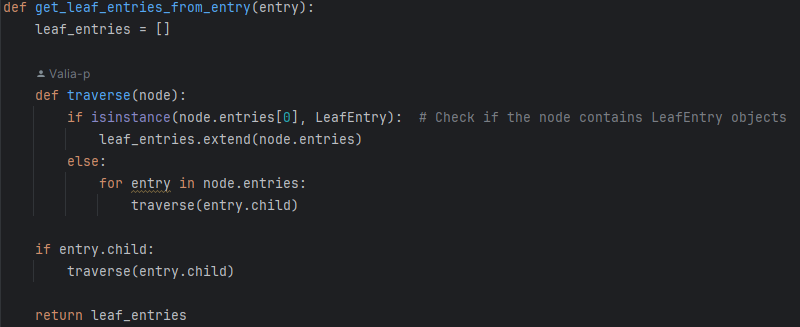 def get_leaf_entries_from_entry(entry):
    leaf_entries = []
    Valia-p
    def traverse(node):
        if isinstance(node.entries[0], LeafEntry):  # Check if the node contains LeafEntry objects
            leaf_entries.extend(node.entries)
        else:
            for entry in node.entries:
                traverse(entry.child)
    if entry.child:
        traverse(entry.child)
    return leaf_entries